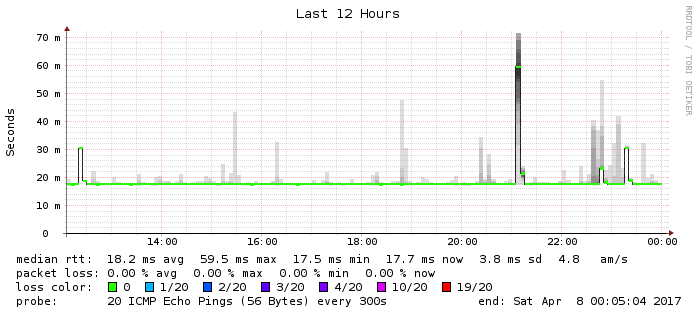 Last 12 Hours
RRDTOOL / TOBI OETIKER
Seconds
70 m
60 m
50 m
40 m
30 m
20 m
10 m
0
14:00 16:00 18:00 20:00 22:00 00:00
median rtt: 18.2 ms avg 59.5 ms max 17.5 ms min 17.7 ms now 3.8 ms sd 4.8 am/s
packet loss: 0.00 % avg 0.00 % max 0.00 % min 0.00 % now
loss color: 0 1/20 2/20 3/20 4/20 10/20 19/20
probe: 20 ICMP Echo Pings (56 Bytes) every 300s end: Sat Apr 8 00:05:04 2017